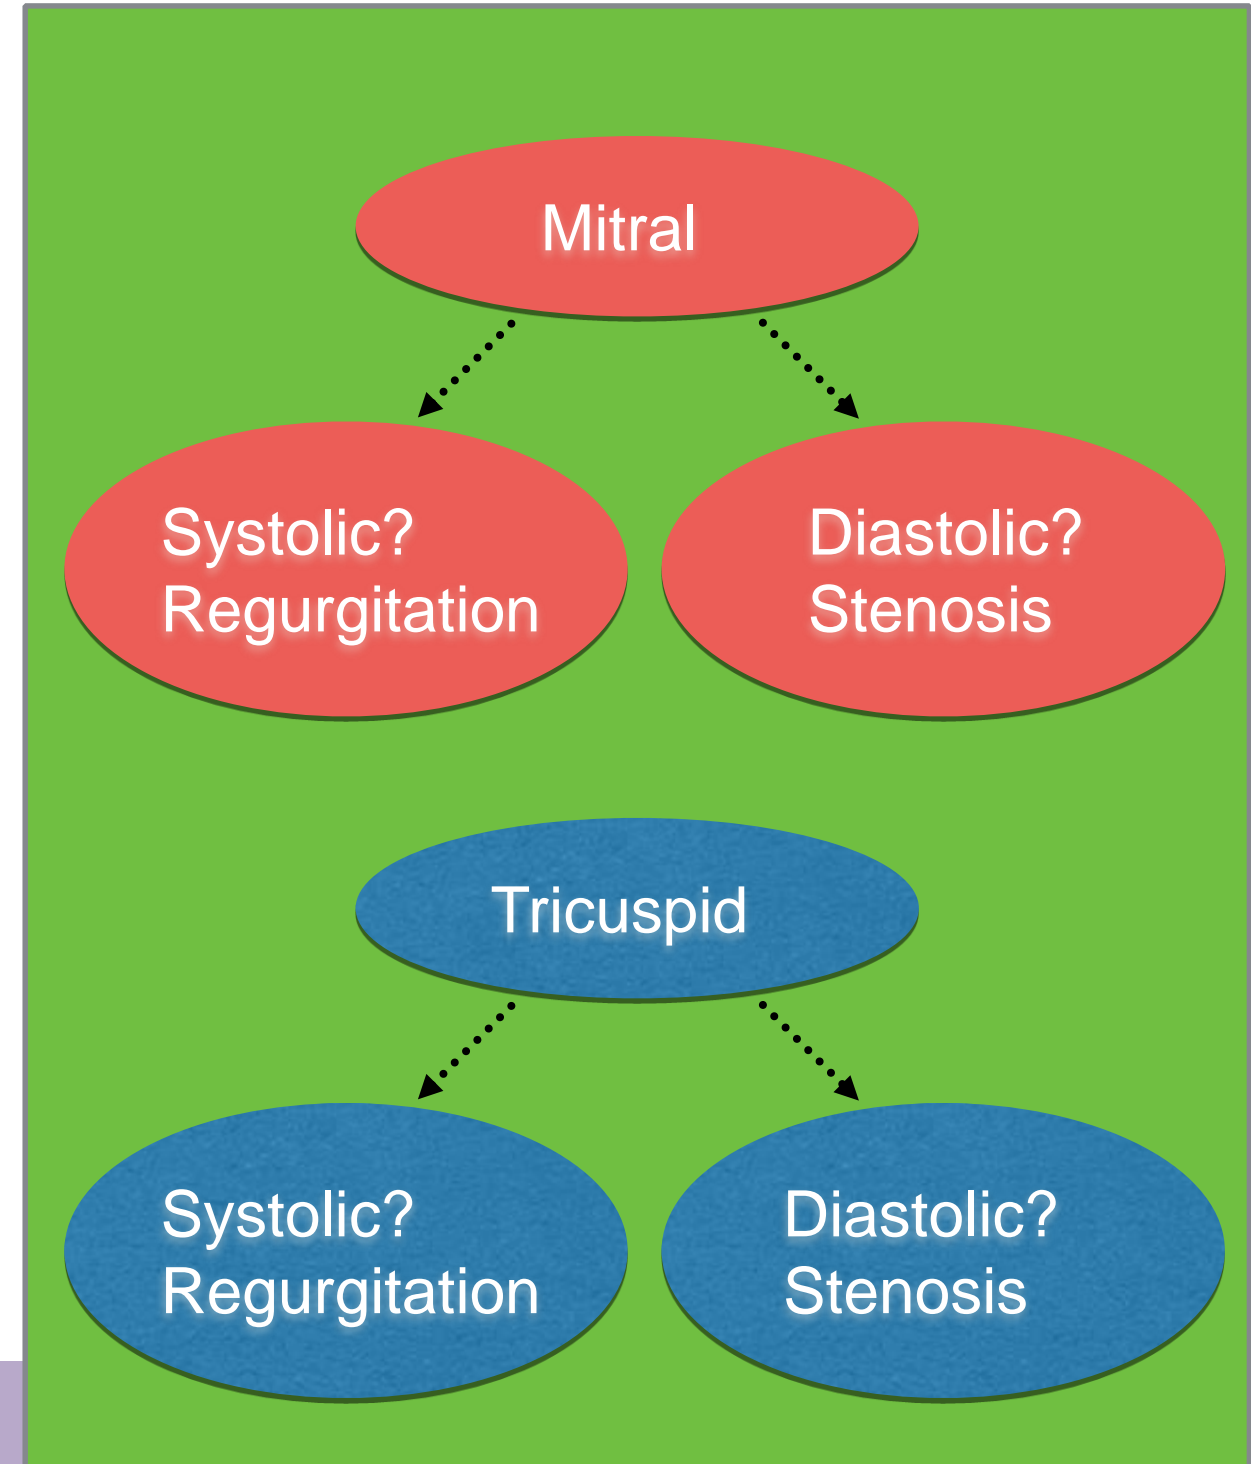 Mitral
Systolic?
Regurgitation
Diastolic?
Stenosis
Tricuspid
Systolic?
Regurgitation
Diastolic?
Stenosis